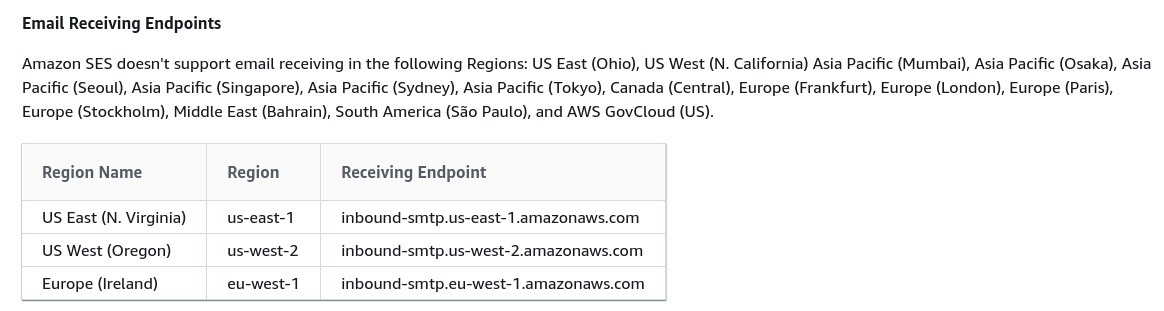 Email Receiving Endpoints
Amazon SES doesn't support email receiving in the following Regions: US East (Ohio), US West (N. California) Asia Pacific (Mumbai), Asia Pacific (Osaka), Asia
Pacific (Seoul), Asia Pacific (Singapore), Asia Pacific (Sydney), Asia Pacific (Tokyo), Canada (Central), Europe (Frankfurt), Europe (London), Europe (Paris),
Europe (Stockholm), Middle East (Bahrain), South America (São Paulo), and AWS GovCloud (US).
Region Name Region Receiving Endpoint
US East (N. Virginia) us-east-1 inbound-smtp.us-east-1.amazonaws.com
US West (Oregon) us-west-2 inbound-smtp.us-west-2.amazonaws.com
Europe (Ireland) eu-west-1 inbound-smtp.eu-west-1.amazonaws.com